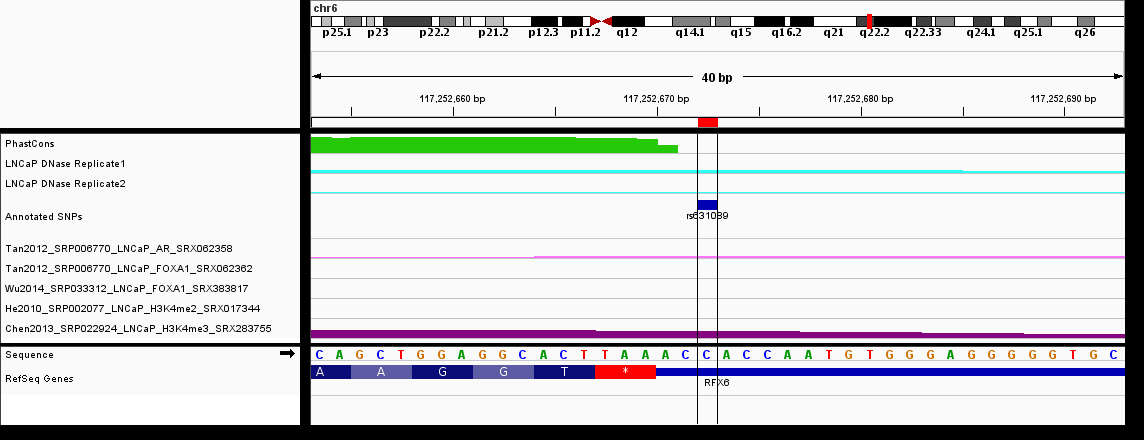 chr6
p25.1 p23 p22.2 p21.2 p12.3 p11.2 q12 q14.1 q15 q16.2 q21 q22.2 q22.33 q24.1 q25.1 q26
40 bp
117,252,660 bp 117,252,670 bp 117,252,680 bp 117,252,690 bp
PhastCons
LNCaP DNase Replicate1
LNCaP DNase Replicate2
Annotated SNPs
rs631089
Tan2012_SRP006770_LNCaP_AR_SRX062358
Tan2012_SRP006770_LNCaP_FOXA1_SRX062362
Wu2014_SRP033312_LNCaP_FOXA1_SRX383817
He2010_SRP002077_LNCaP_H3K4me2_SRX017344
Chen2013_SRP022924_LNCaP_H3K4me3_SRX283755
Sequence C A G C T G G A G G C A C T T A A A C C A C C A A T G T G G G A G G G G G T G C
RefSeq Genes A A G G T *
RFX6